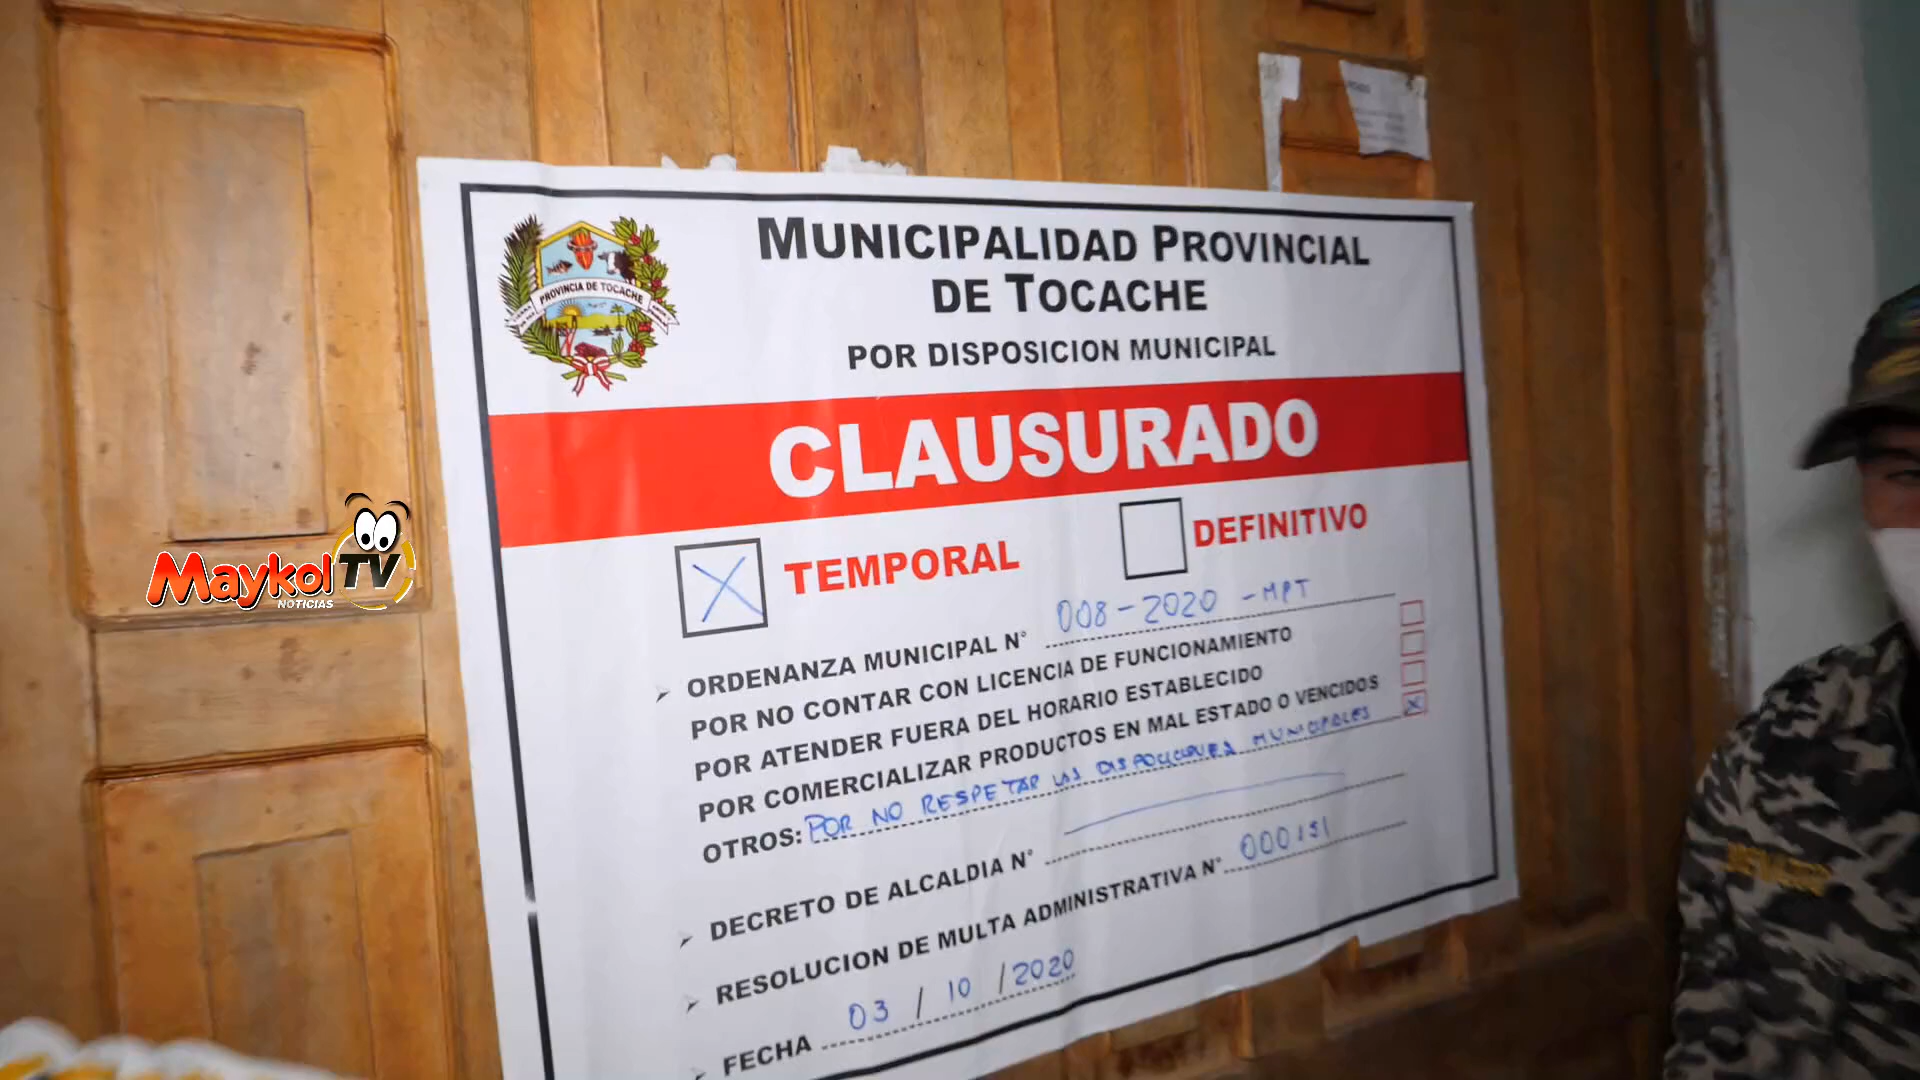 MUNICIPALIDAD PROVINCIAL
DE TOCACHE
PROVINCIA DE TOCACHE
POR DISPOSICION MUNICIPAL
CLAUSURADO
X TEMPORAL DEFINITIVO
ORDENANZA MUNICIPAL N° 008-2020-MPT
POR NO CONTAR CON LICENCIA DE FUNCIONAMIENTO
POR ATENDER FUERA DEL HORARIO ESTABLECIDO
POR COMERCIALIZAR PRODUCTOS EN MAL ESTADO O VENCIDOS
OTROS: POR NO RESPETAR LAS DISPOSICIONES MUNICIPALES X
DECRETO DE ALCALDIA N°
RESOLUCION DE MULTA ADMINISTRATIVA N° 000151
FECHA 03 / 10 / 2020
Maykol TV
NOTICIAS